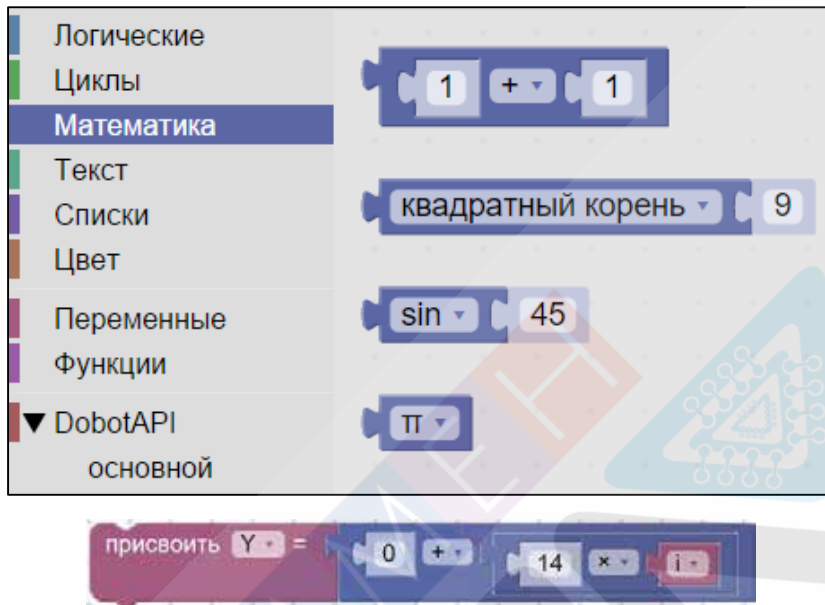 Логические
Циклы
Математика
Текст
Списки
Цвет
Переменные
Функции
▼ DobotAPI
основной
1 + 1
квадратный корень 9
sin 45
π
присвоить Y = 0 + 14 × i
МЕН